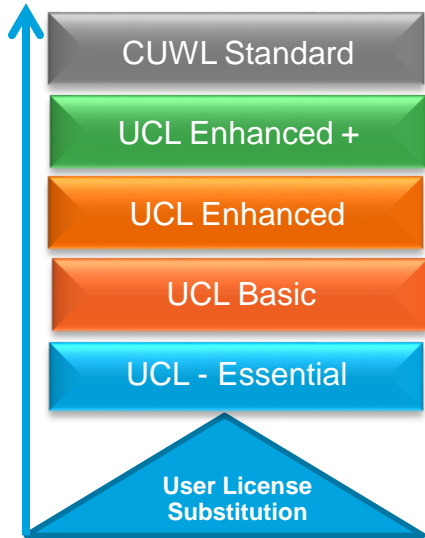 CUWL Standard
UCL Enhanced +
UCL Enhanced
UCL Basic
UCL - Essential
User License
Substitution